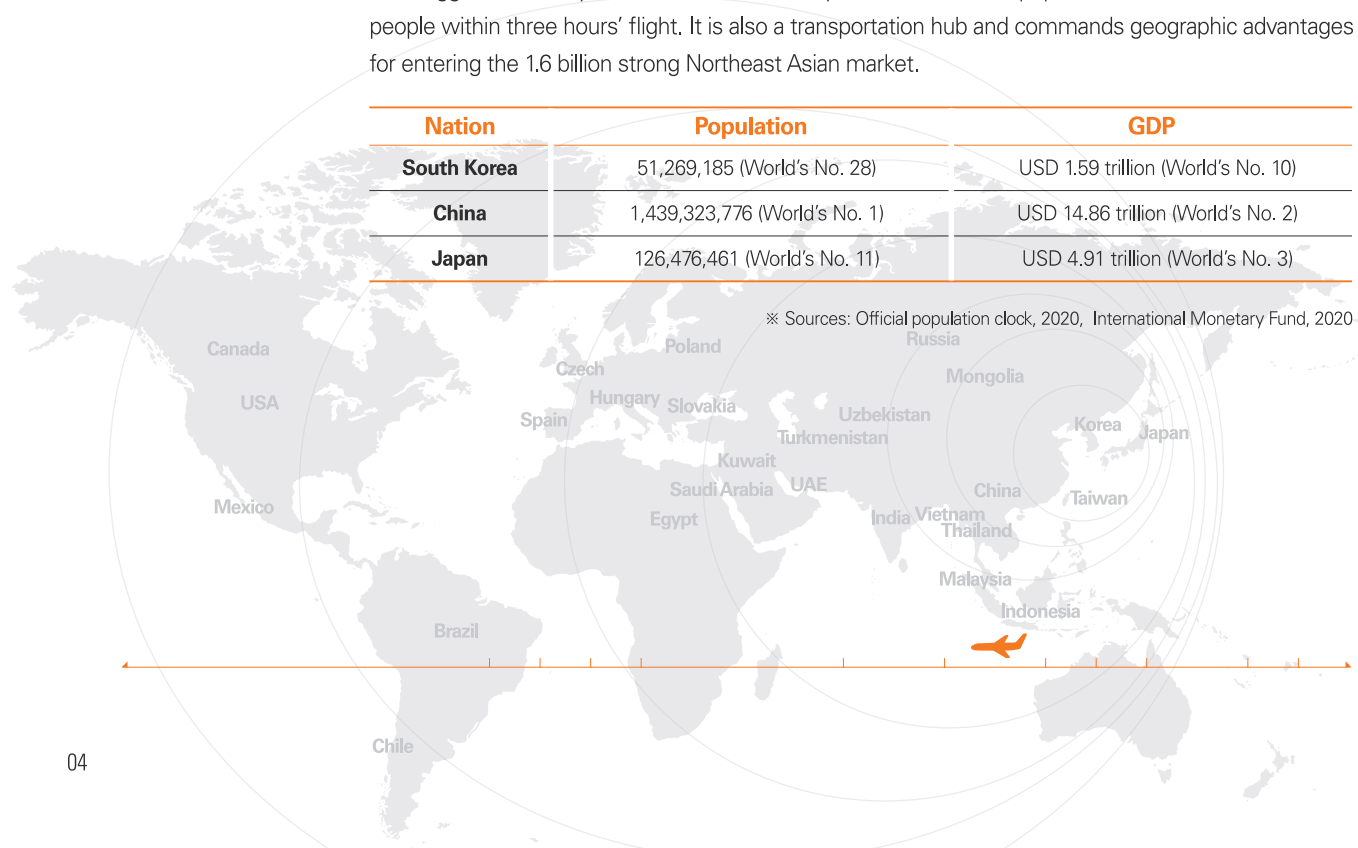 people within three hours’ flight. It is also a transportation hub and commands geographic advantages
for entering the 1.6 billion strong Northeast Asian market.
Nation Population GDP
South Korea 51,269,185 (World’s No. 28) USD 1.59 trillion (World’s No. 10)
China 1,439,323,776 (World’s No. 1) USD 14.86 trillion (World’s No. 2)
Japan 126,476,461 (World’s No. 11) USD 4.91 trillion (World’s No. 3)
※ Sources: Official population clock, 2020, International Monetary Fund, 2020
Russia
Poland
Canada
Czech
Mongolia
Hungary
USA
Slovakia
Uzbekistan
Spain
Korea
Japan
Turkmenistan
Kuwait
Saudi Arabia
UAE
China
Taiwan
Mexico
Egypt
India
Vietnam
Thailand
Malaysia
Indonesia
Brazil
Chile
04